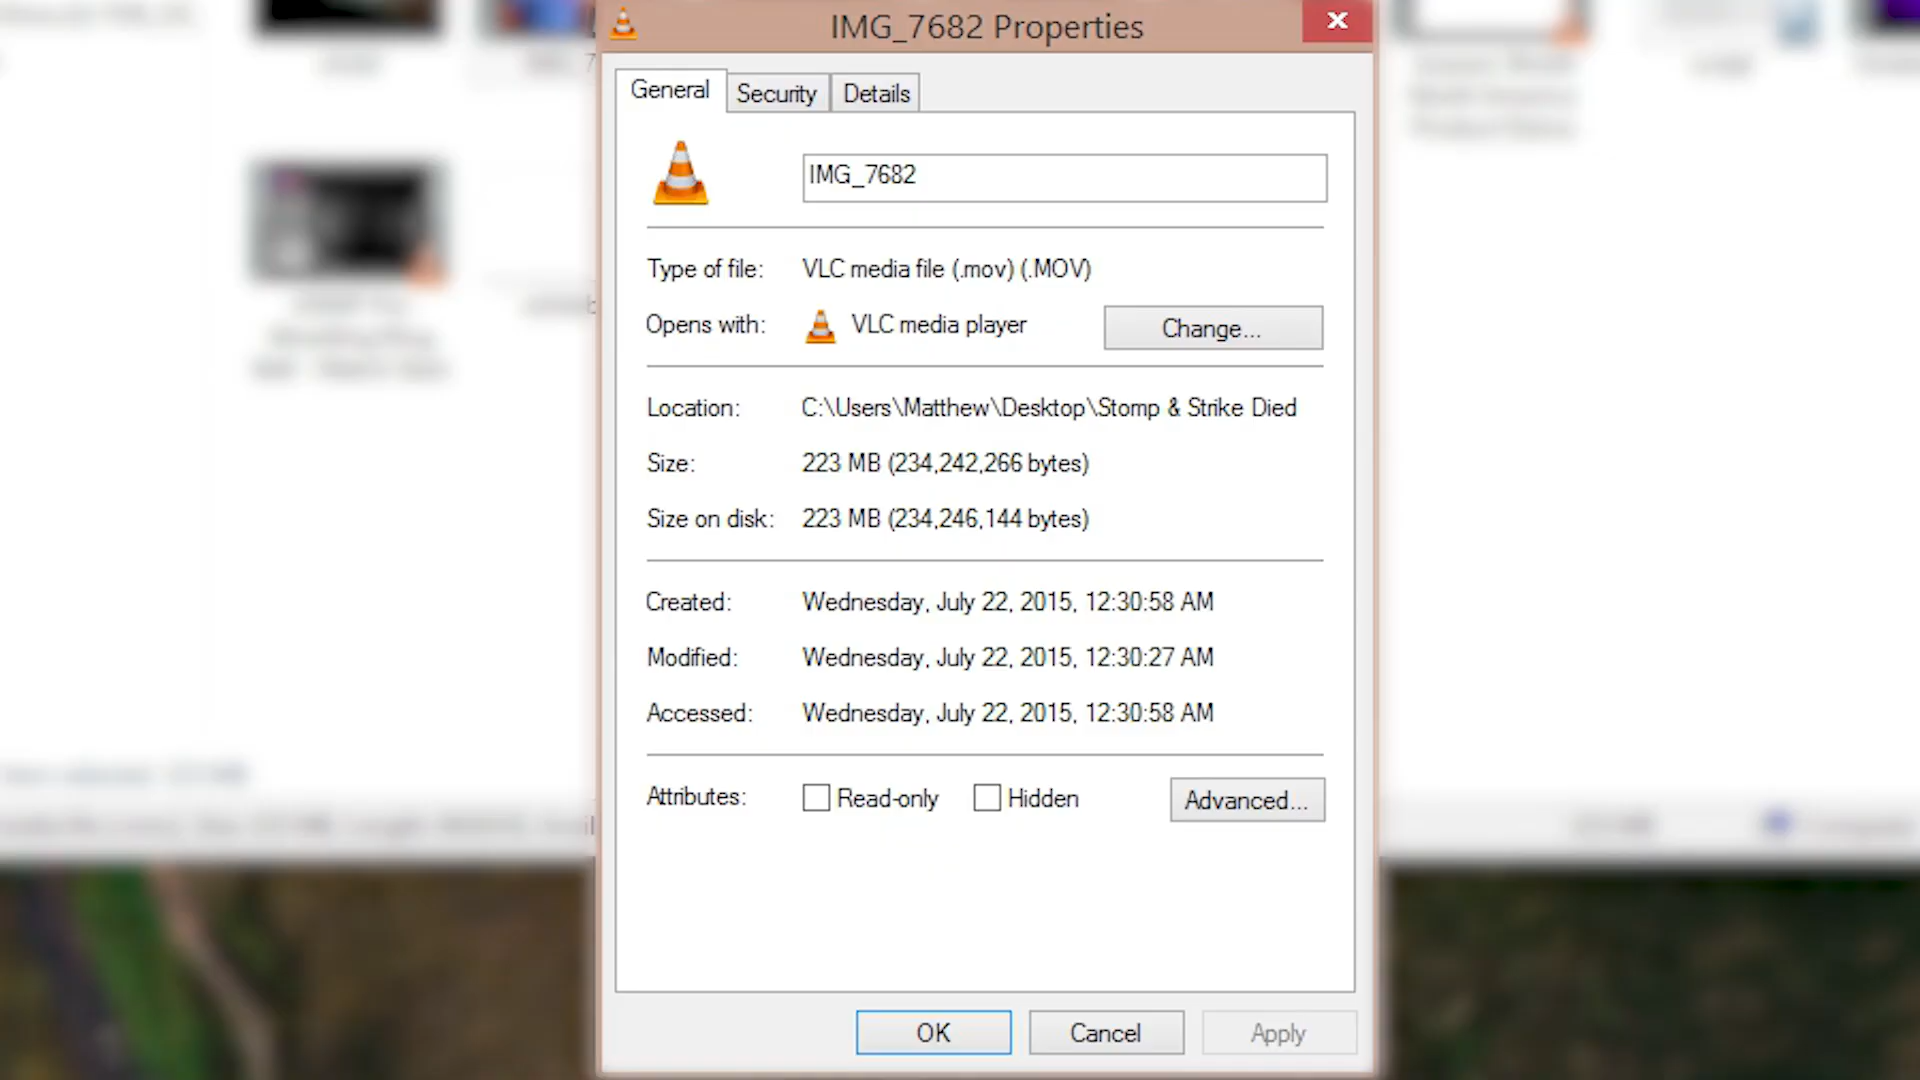 IMG_7682 Properties
General
Security
Details
IMG_7682
Type of file: VLC media file (.mov) (.MOV)
Opens with: VLC media player Change...
Location: C:\Users\Matthew\Desktop\Stomp & Strike Died
Size: 223 MB (234,242,266 bytes)
Size on disk: 223 MB (234,246,144 bytes)
Created: Wednesday, July 22, 2015, 12:30:58 AM
Modified: Wednesday, July 22, 2015, 12:30:27 AM
Accessed: Wednesday, July 22, 2015, 12:30:58 AM
Attributes: Read-only Hidden Advanced...
OK Cancel Apply